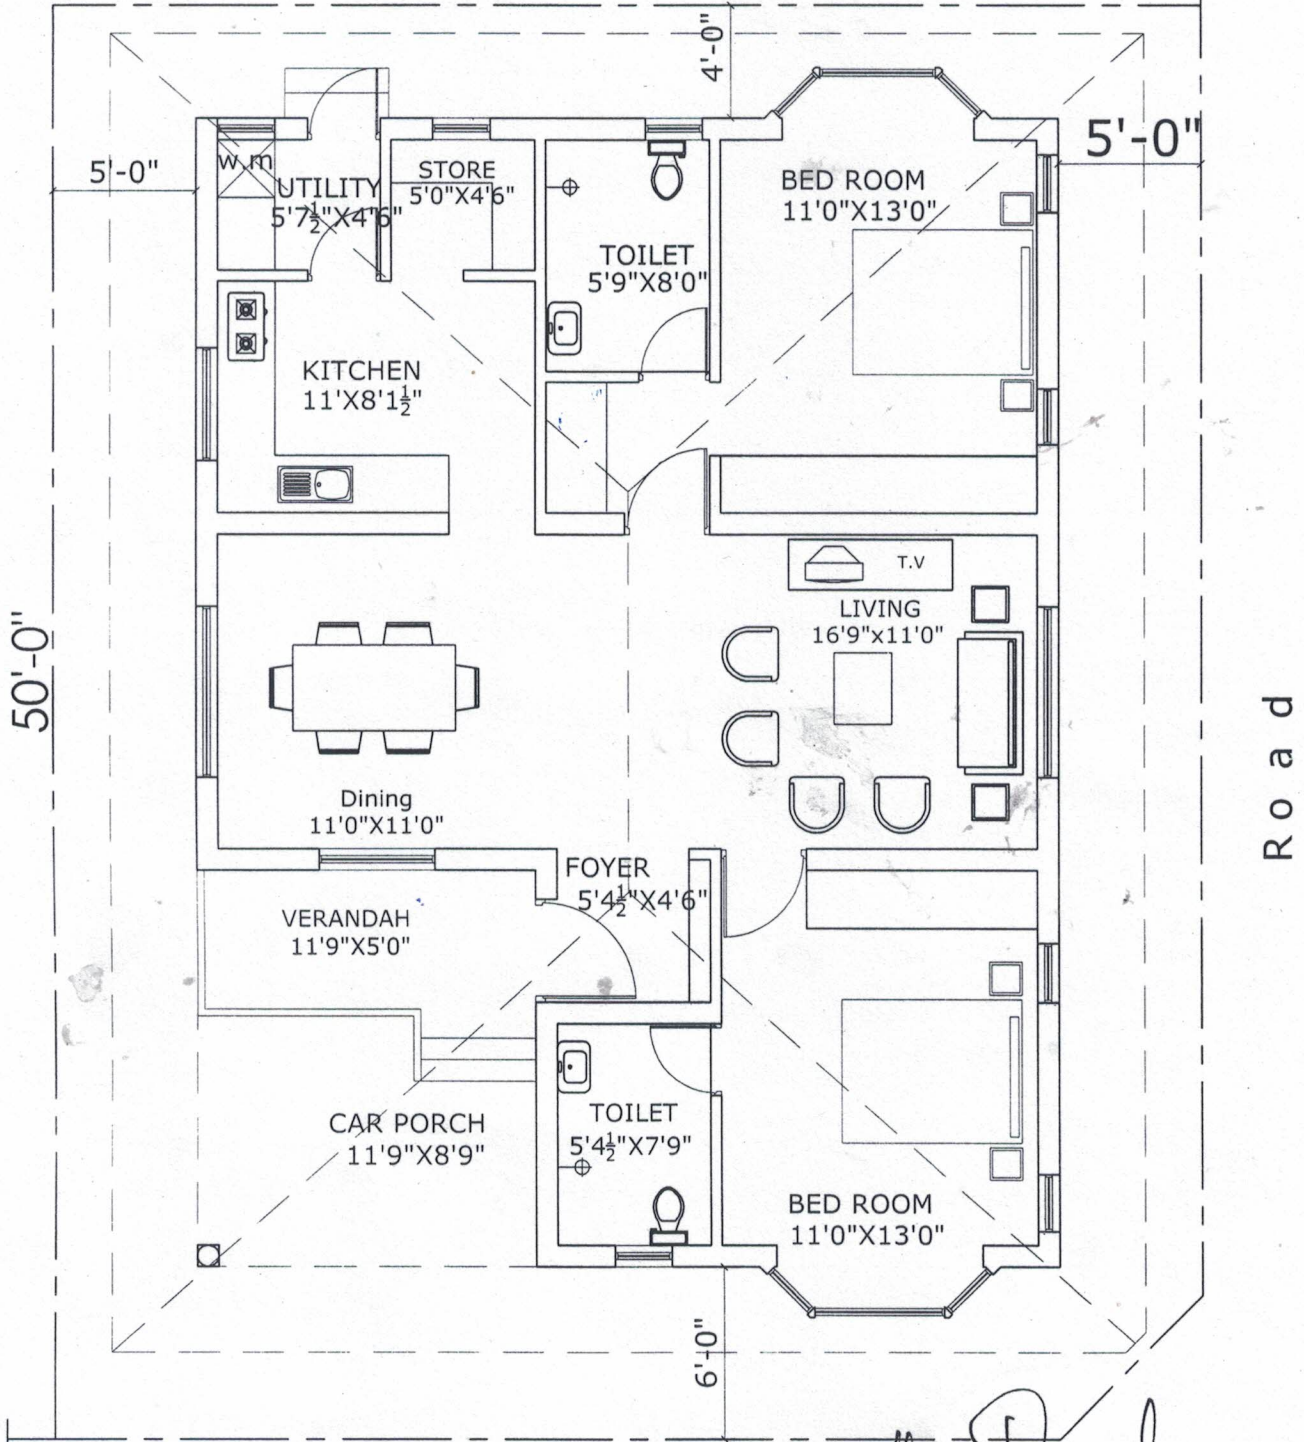 4'-0"
5'-0"
5'-0"
w.m
UTILITY
5'7½"X4'6"
STORE
5'0"X4'6"
TOILET
5'9"X8'0"
BED ROOM
11'0"X13'0"
KITCHEN
11'X8'1½"
T.V
LIVING
16'9"x11'0"
50'-0"
Road
Dining
11'0"X11'0"
FOYER
5'4½"X4'6"
VERANDAH
11'9"X5'0"
CAR PORCH
11'9"X8'9"
TOILET
5'4½"X7'9"
BED ROOM
11'0"X13'0"
6'-0"